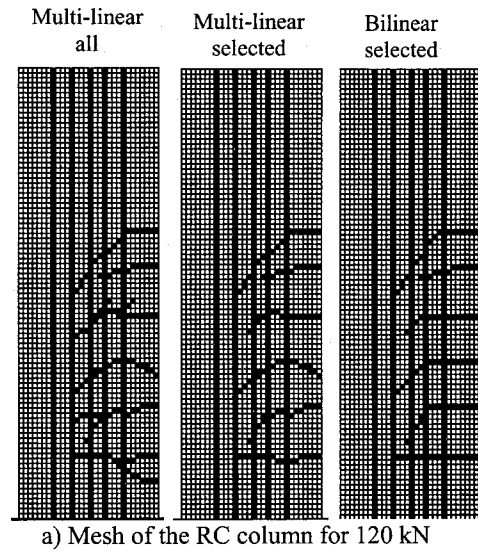 Multi-linear all
Multi-linear selected
Bilinear selected
a) Mesh of the RC column for 120 kN